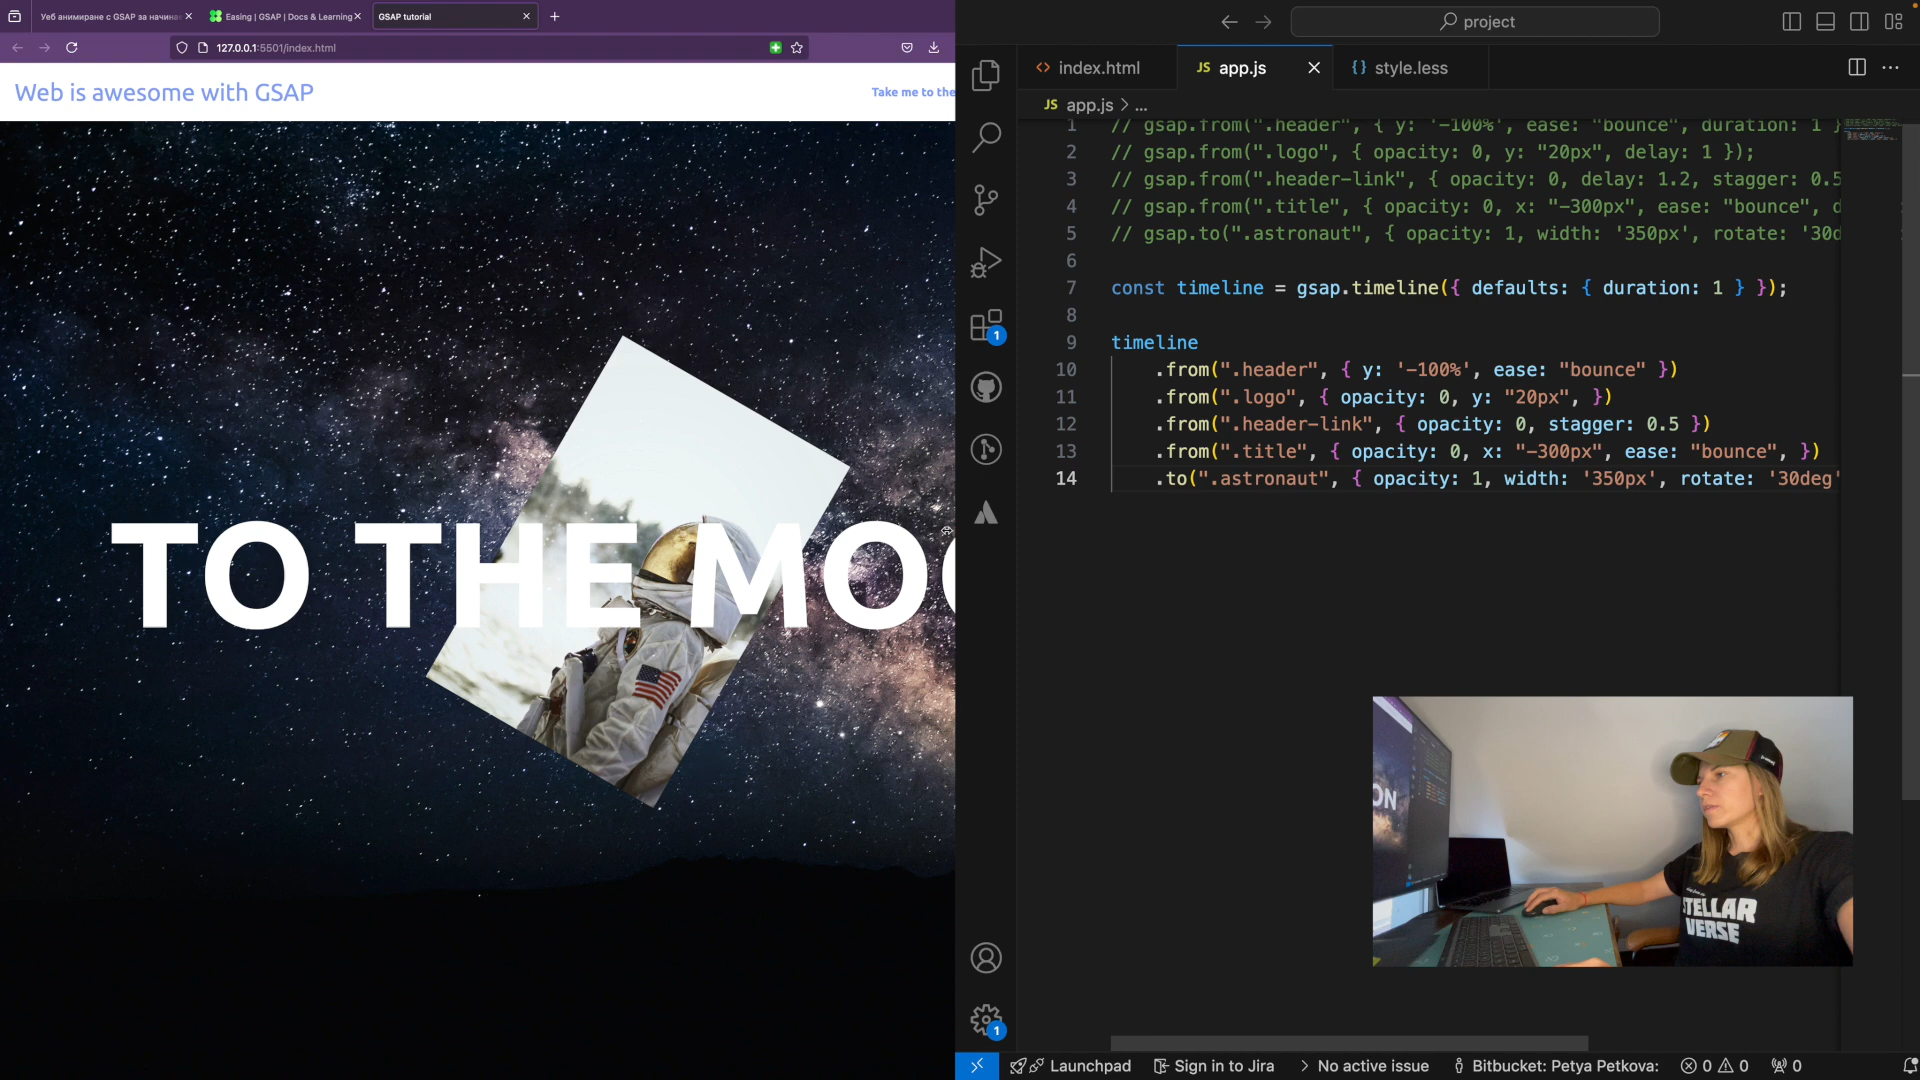 Уеб анимиране с GSAP за начина
Easing | GSAP | Docs & Learning
GSAP tutorial
127.0.0.1:5501/index.html
Web is awesome with GSAP
Take me to the
TO THE MOO
project
index.html
JS app.js
{} style.less
JS app.js > ...
1 // gsap.from(".header", { y: '-100%', ease: "bounce", duration: 1 }
2 // gsap.from(".logo", { opacity: 0, y: "20px", delay: 1 });
3 // gsap.from(".header-link", { opacity: 0, delay: 1.2, stagger: 0.5
4 // gsap.from(".title", { opacity: 0, x: "-300px", ease: "bounce", d
5 // gsap.to(".astronaut", { opacity: 1, width: '350px', rotate: '30d
6
7 const timeline = gsap.timeline({ defaults: { duration: 1 } });
8
9 timeline
10 .from(".header", { y: '-100%', ease: "bounce" })
11 .from(".logo", { opacity: 0, y: "20px", })
12 .from(".header-link", { opacity: 0, stagger: 0.5 })
13 .from(".title", { opacity: 0, x: "-300px", ease: "bounce", })
14 .to(".astronaut", { opacity: 1, width: '350px', rotate: '30deg'
1
ON
STELLAR
VERSE
1
Launchpad
Sign in to Jira
No active issue
Bitbucket: Petya Petkova:
0
0
0